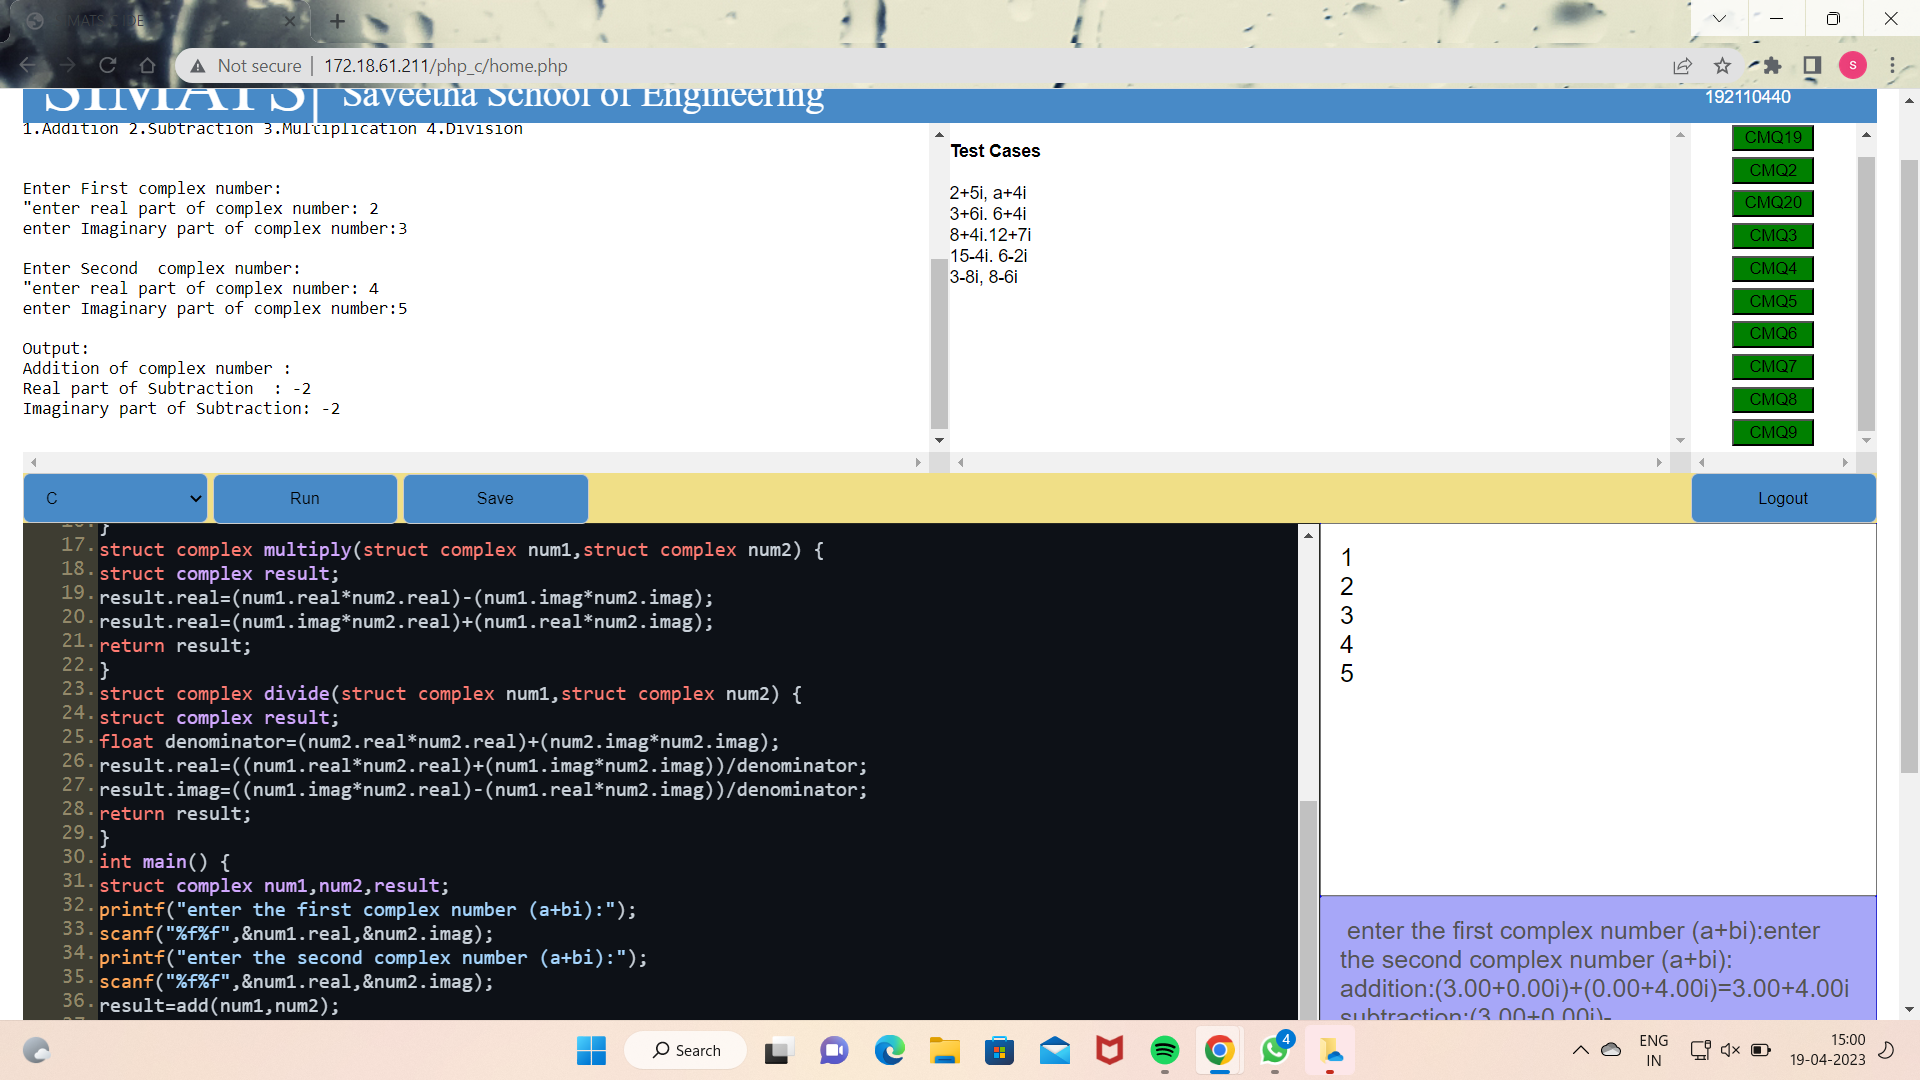 SIMATS C IDE
Not secure | 172.18.61.211/php_c/home.php
S
SIMATS| Saveetha School of Engineering
192110440
1.Addition 2.Subtraction 3.Multiplication 4.Division
Enter First complex number:
"enter real part of complex number: 2
enter Imaginary part of complex number:3
Enter Second  complex number:
"enter real part of complex number: 4
enter Imaginary part of complex number:5
Output:
Addition of complex number :
Real part of Subtraction  : -2
Imaginary part of Subtraction: -2
Test Cases
2+5i, a+4i
3+6i. 6+4i
8+4i.12+7i
15-4i. 6-2i
3-8i, 8-6i
CMQ19
CMQ2
CMQ20
CMQ3
CMQ4
CMQ5
CMQ6
CMQ7
CMQ8
CMQ9
C
Run
Save
Logout
16. }
17. struct complex multiply(struct complex num1,struct complex num2) {
18. struct complex result;
19. result.real=(num1.real*num2.real)-(num1.imag*num2.imag);
20. result.real=(num1.imag*num2.real)+(num1.real*num2.imag);
21. return result;
22. }
23. struct complex divide(struct complex num1,struct complex num2) {
24. struct complex result;
25. float denominator=(num2.real*num2.real)+(num2.imag*num2.imag);
26. result.real=((num1.real*num2.real)+(num1.imag*num2.imag))/denominator;
27. result.imag=((num1.imag*num2.real)-(num1.real*num2.imag))/denominator;
28. return result;
29. }
30. int main() {
31. struct complex num1,num2,result;
32. printf("enter the first complex number (a+bi):");
33. scanf("%f%f",&num1.real,&num2.imag);
34. printf("enter the second complex number (a+bi):");
35. scanf("%f%f",&num1.real,&num2.imag);
36. result=add(num1,num2);
1
2
3
4
5
enter the first complex number (a+bi):enter
the second complex number (a+bi):
addition:(3.00+0.00i)+(0.00+4.00i)=3.00+4.00i
subtraction:(3.00+0.00i)-
Search
4
ENG
IN
15:00
19-04-2023